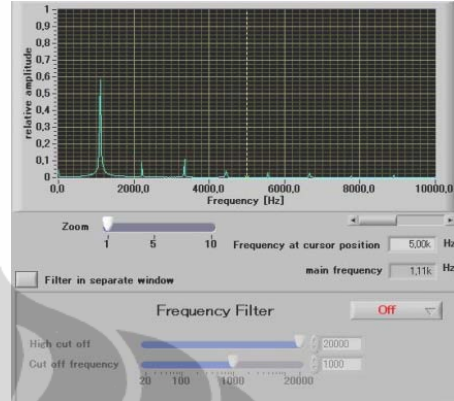 1
0,9
0,8
0,7
0,6
0,5
0,4
0,3
0,2
0,1
0
relative amplitude
0,0 2000,0 4000,0 6000,0 8000,0 10000,0
Frequency [Hz]
Zoom
1 5 10
Frequency at cursor position 5,00k Hz
main frequency 1,11k Hz
Filter in separate window
Frequency Filter Off
High cut off 20000
Cut off frequency 1000
20 100 1000 20000